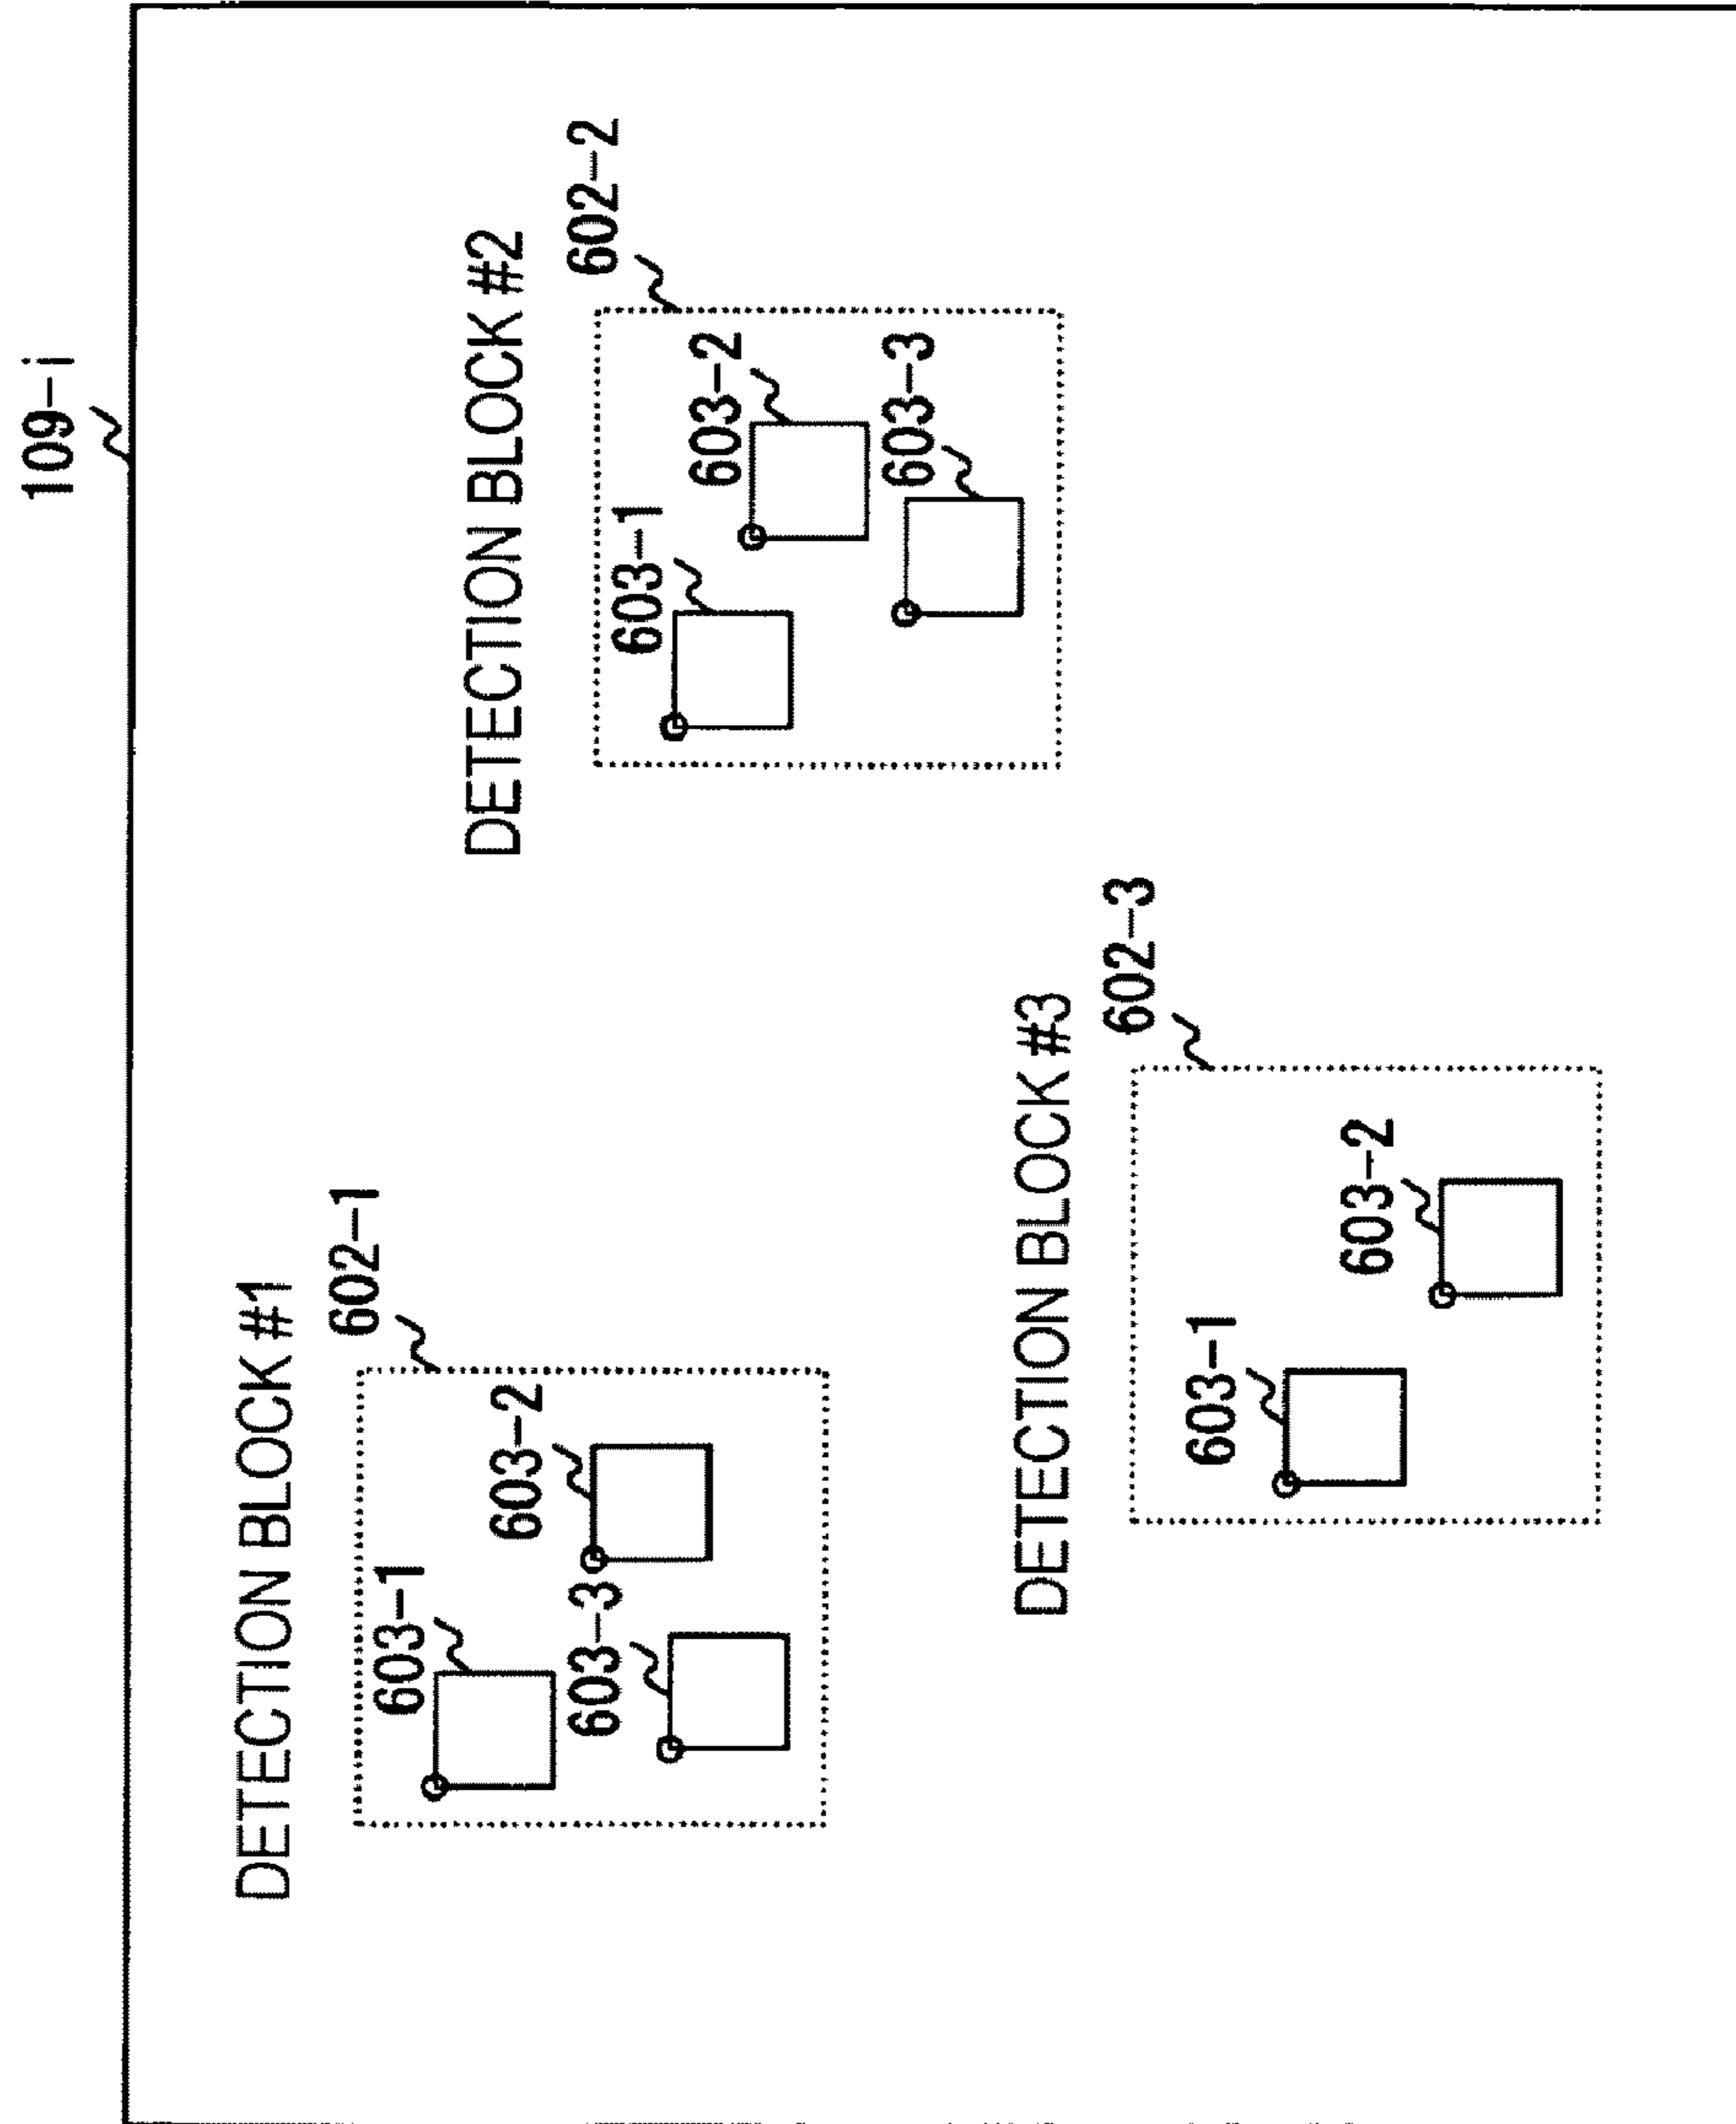 109-i
DETECTION BLOCK #1
602-1
603-1
603-2
603-3
DETECTION BLOCK #2
602-2
603-1
603-2
603-3
DETECTION BLOCK #3
602-3
603-1
603-2